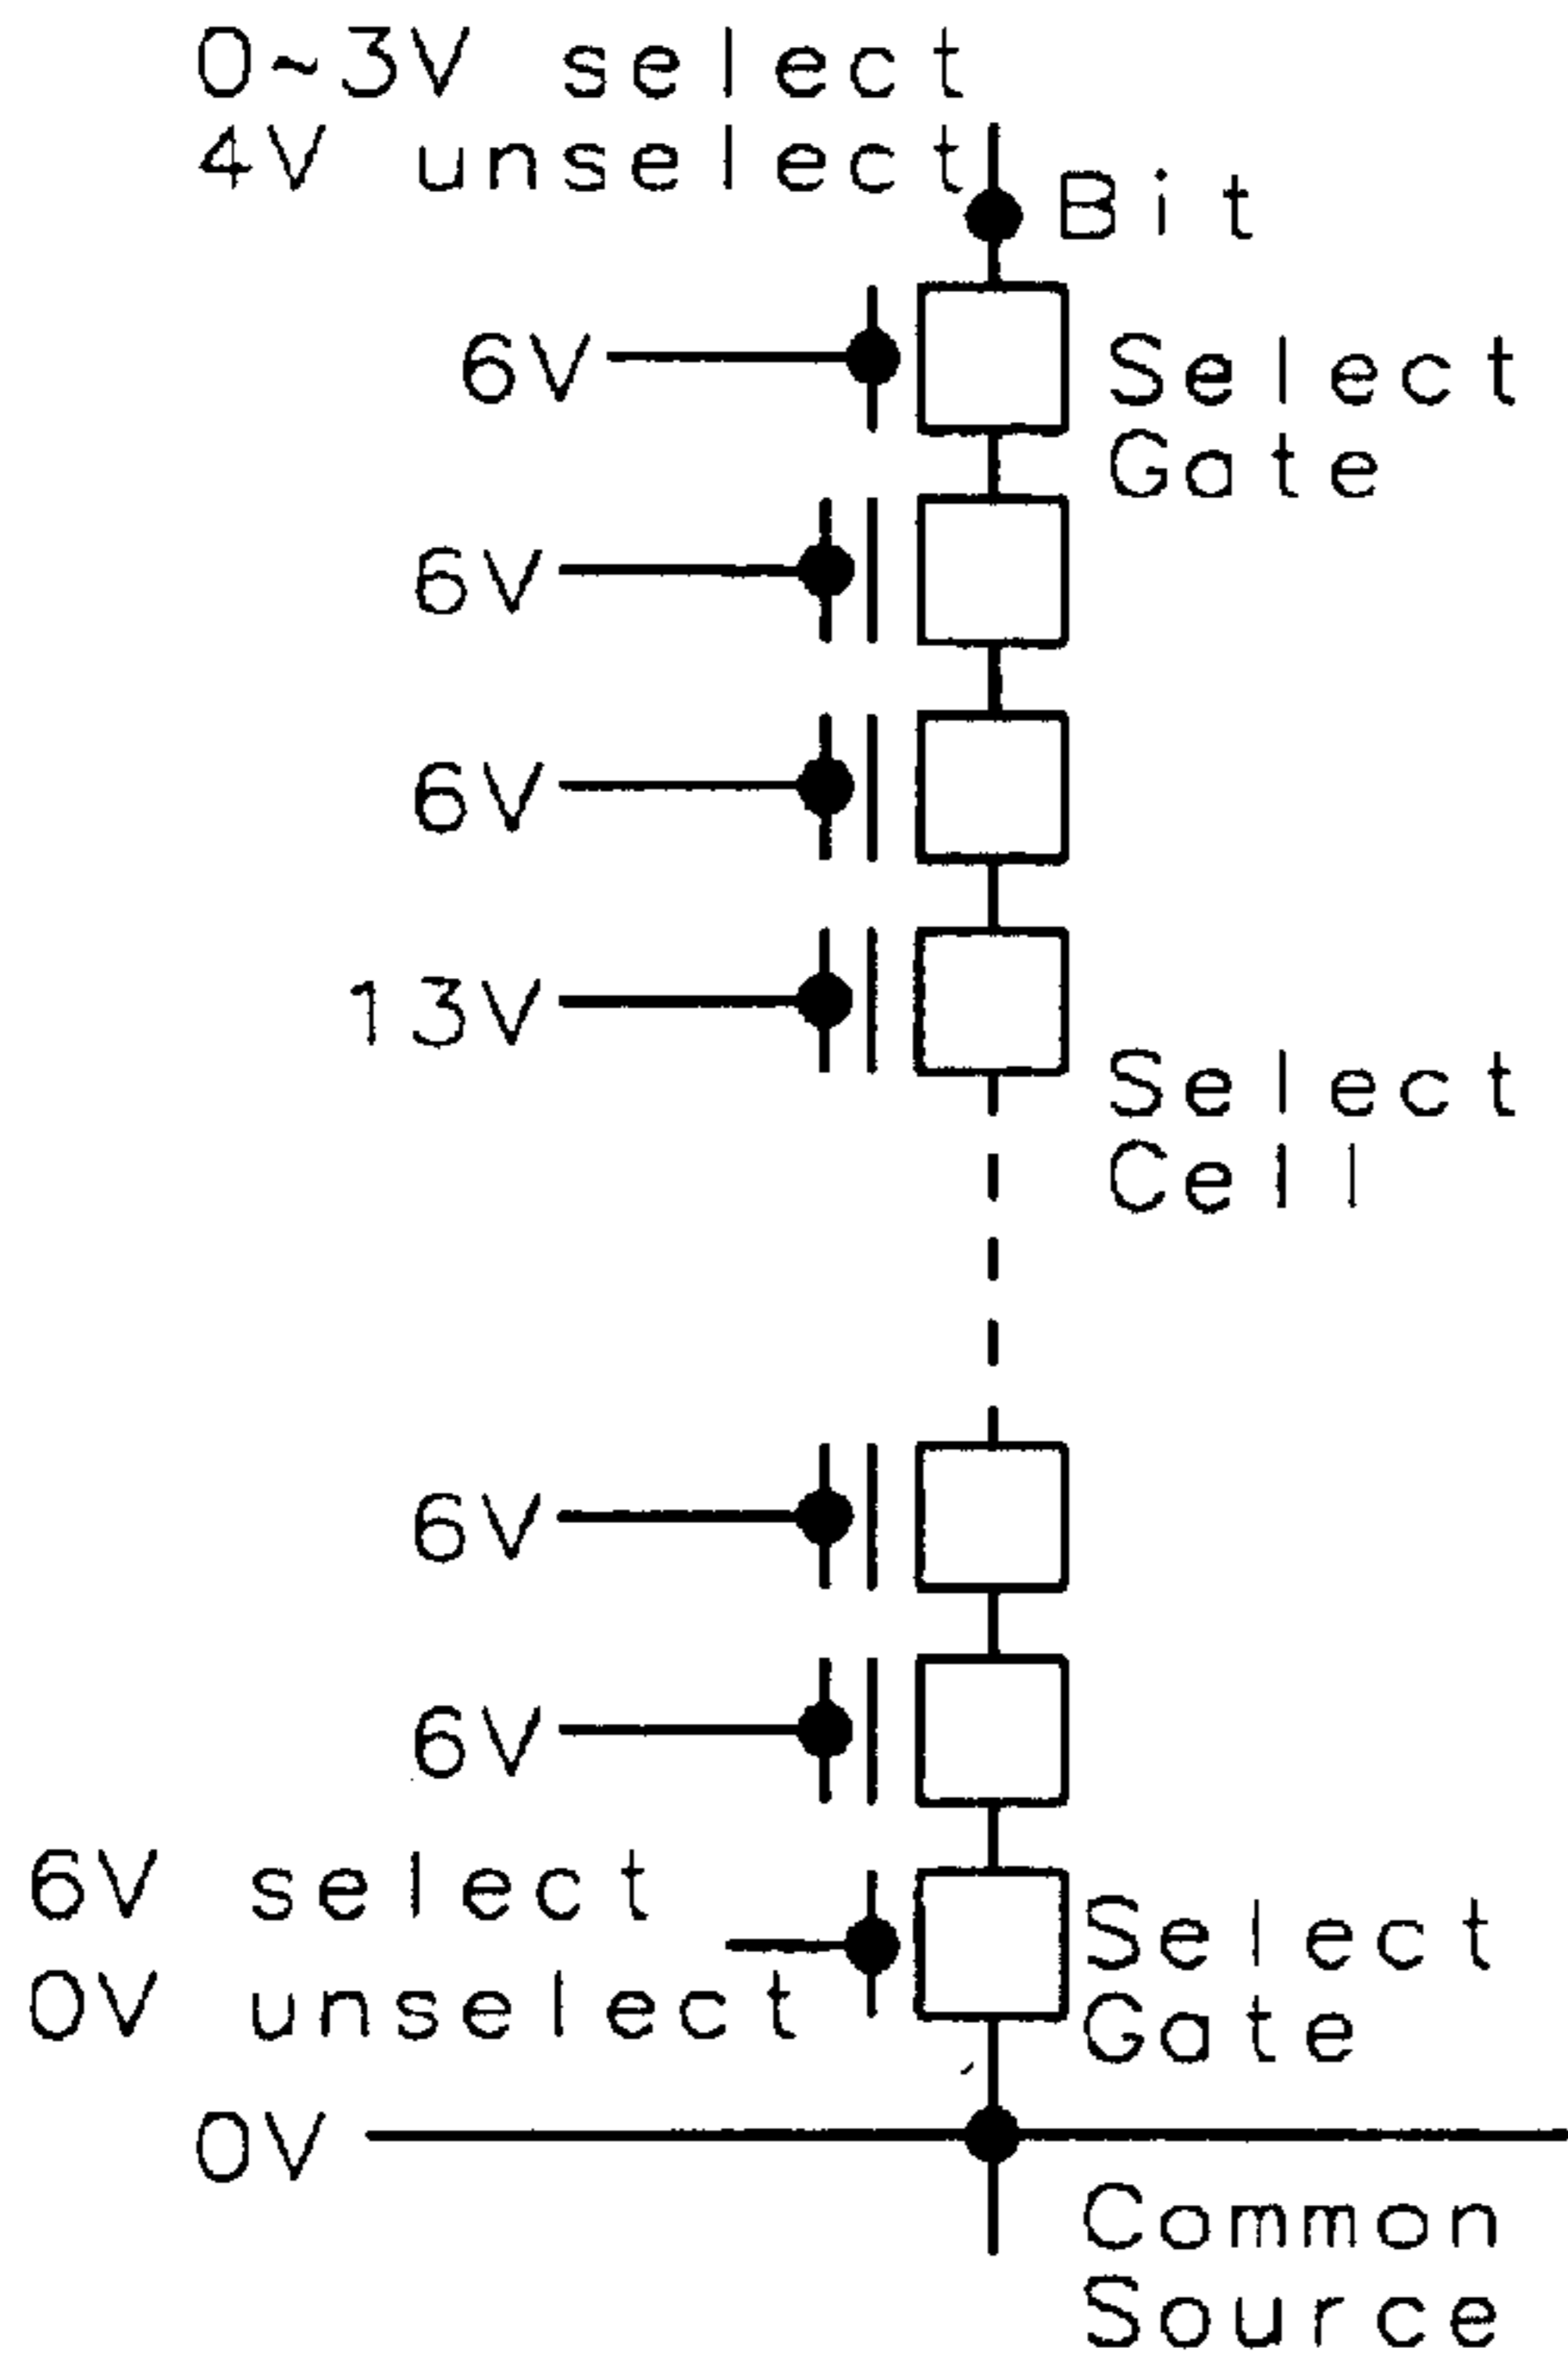 0~3V select
4V unselect
Bit
6V
Select
Gate
6V
6V
13V
Select
Cell
6V
6V
6V select
0V unselect
Select
Gate
0V
Common
Source